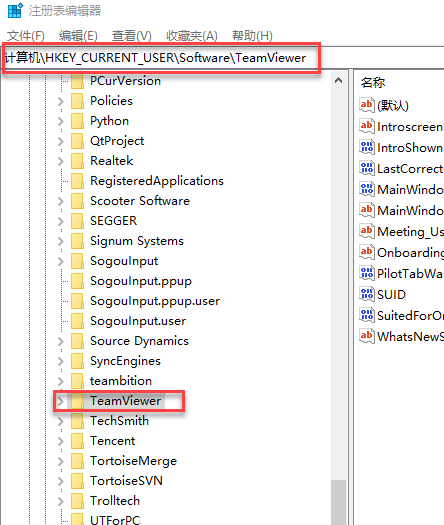 注册表编辑器
文件(F) 编辑(E) 查看(V) 收藏夹(A) 帮助(H)
计算机\HKEY_CURRENT_USER\Software\TeamViewer
PCurVersion
Policies
Python
QtProject
Realtek
RegisteredApplications
Scooter Software
SEGGER
Signum Systems
SogouInput
SogouInput.ppup
SogouInput.ppup.user
SogouInput.user
Source Dynamics
SyncEngines
teambition
TeamViewer
TechSmith
Tencent
TortoiseMerge
TortoiseSVN
Trolltech
UTForPC
名称
(默认)
Introscreen
IntroShown
LastCorrect
MainWindo
MainWindo
Meeting_Us
Onboarding
PilotTabWa
SUID
SuitedForOr
WhatsNewS